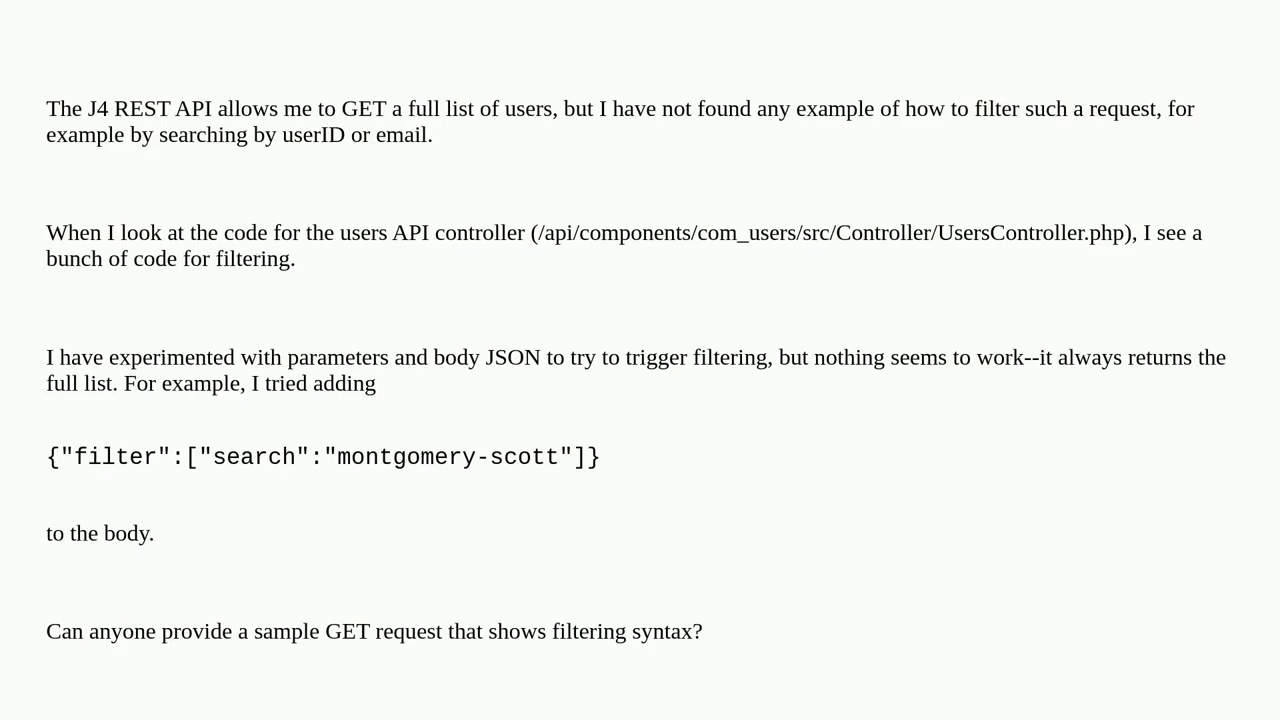 The J4 REST API allows me to GET a full list of users, but I have not found any example of how to filter such a request, for
example by searching by userID or email.
When I look at the code for the users API controller (/api/components/com_users/src/Controller/UsersController.php), I see a
bunch of code for filtering.
I have experimented with parameters and body JSON to try to trigger filtering, but nothing seems to work--it always returns the
full list. For example, I tried adding
{"filter":["search":"montgomery-scott"]}
to the body.
Can anyone provide a sample GET request that shows filtering syntax?